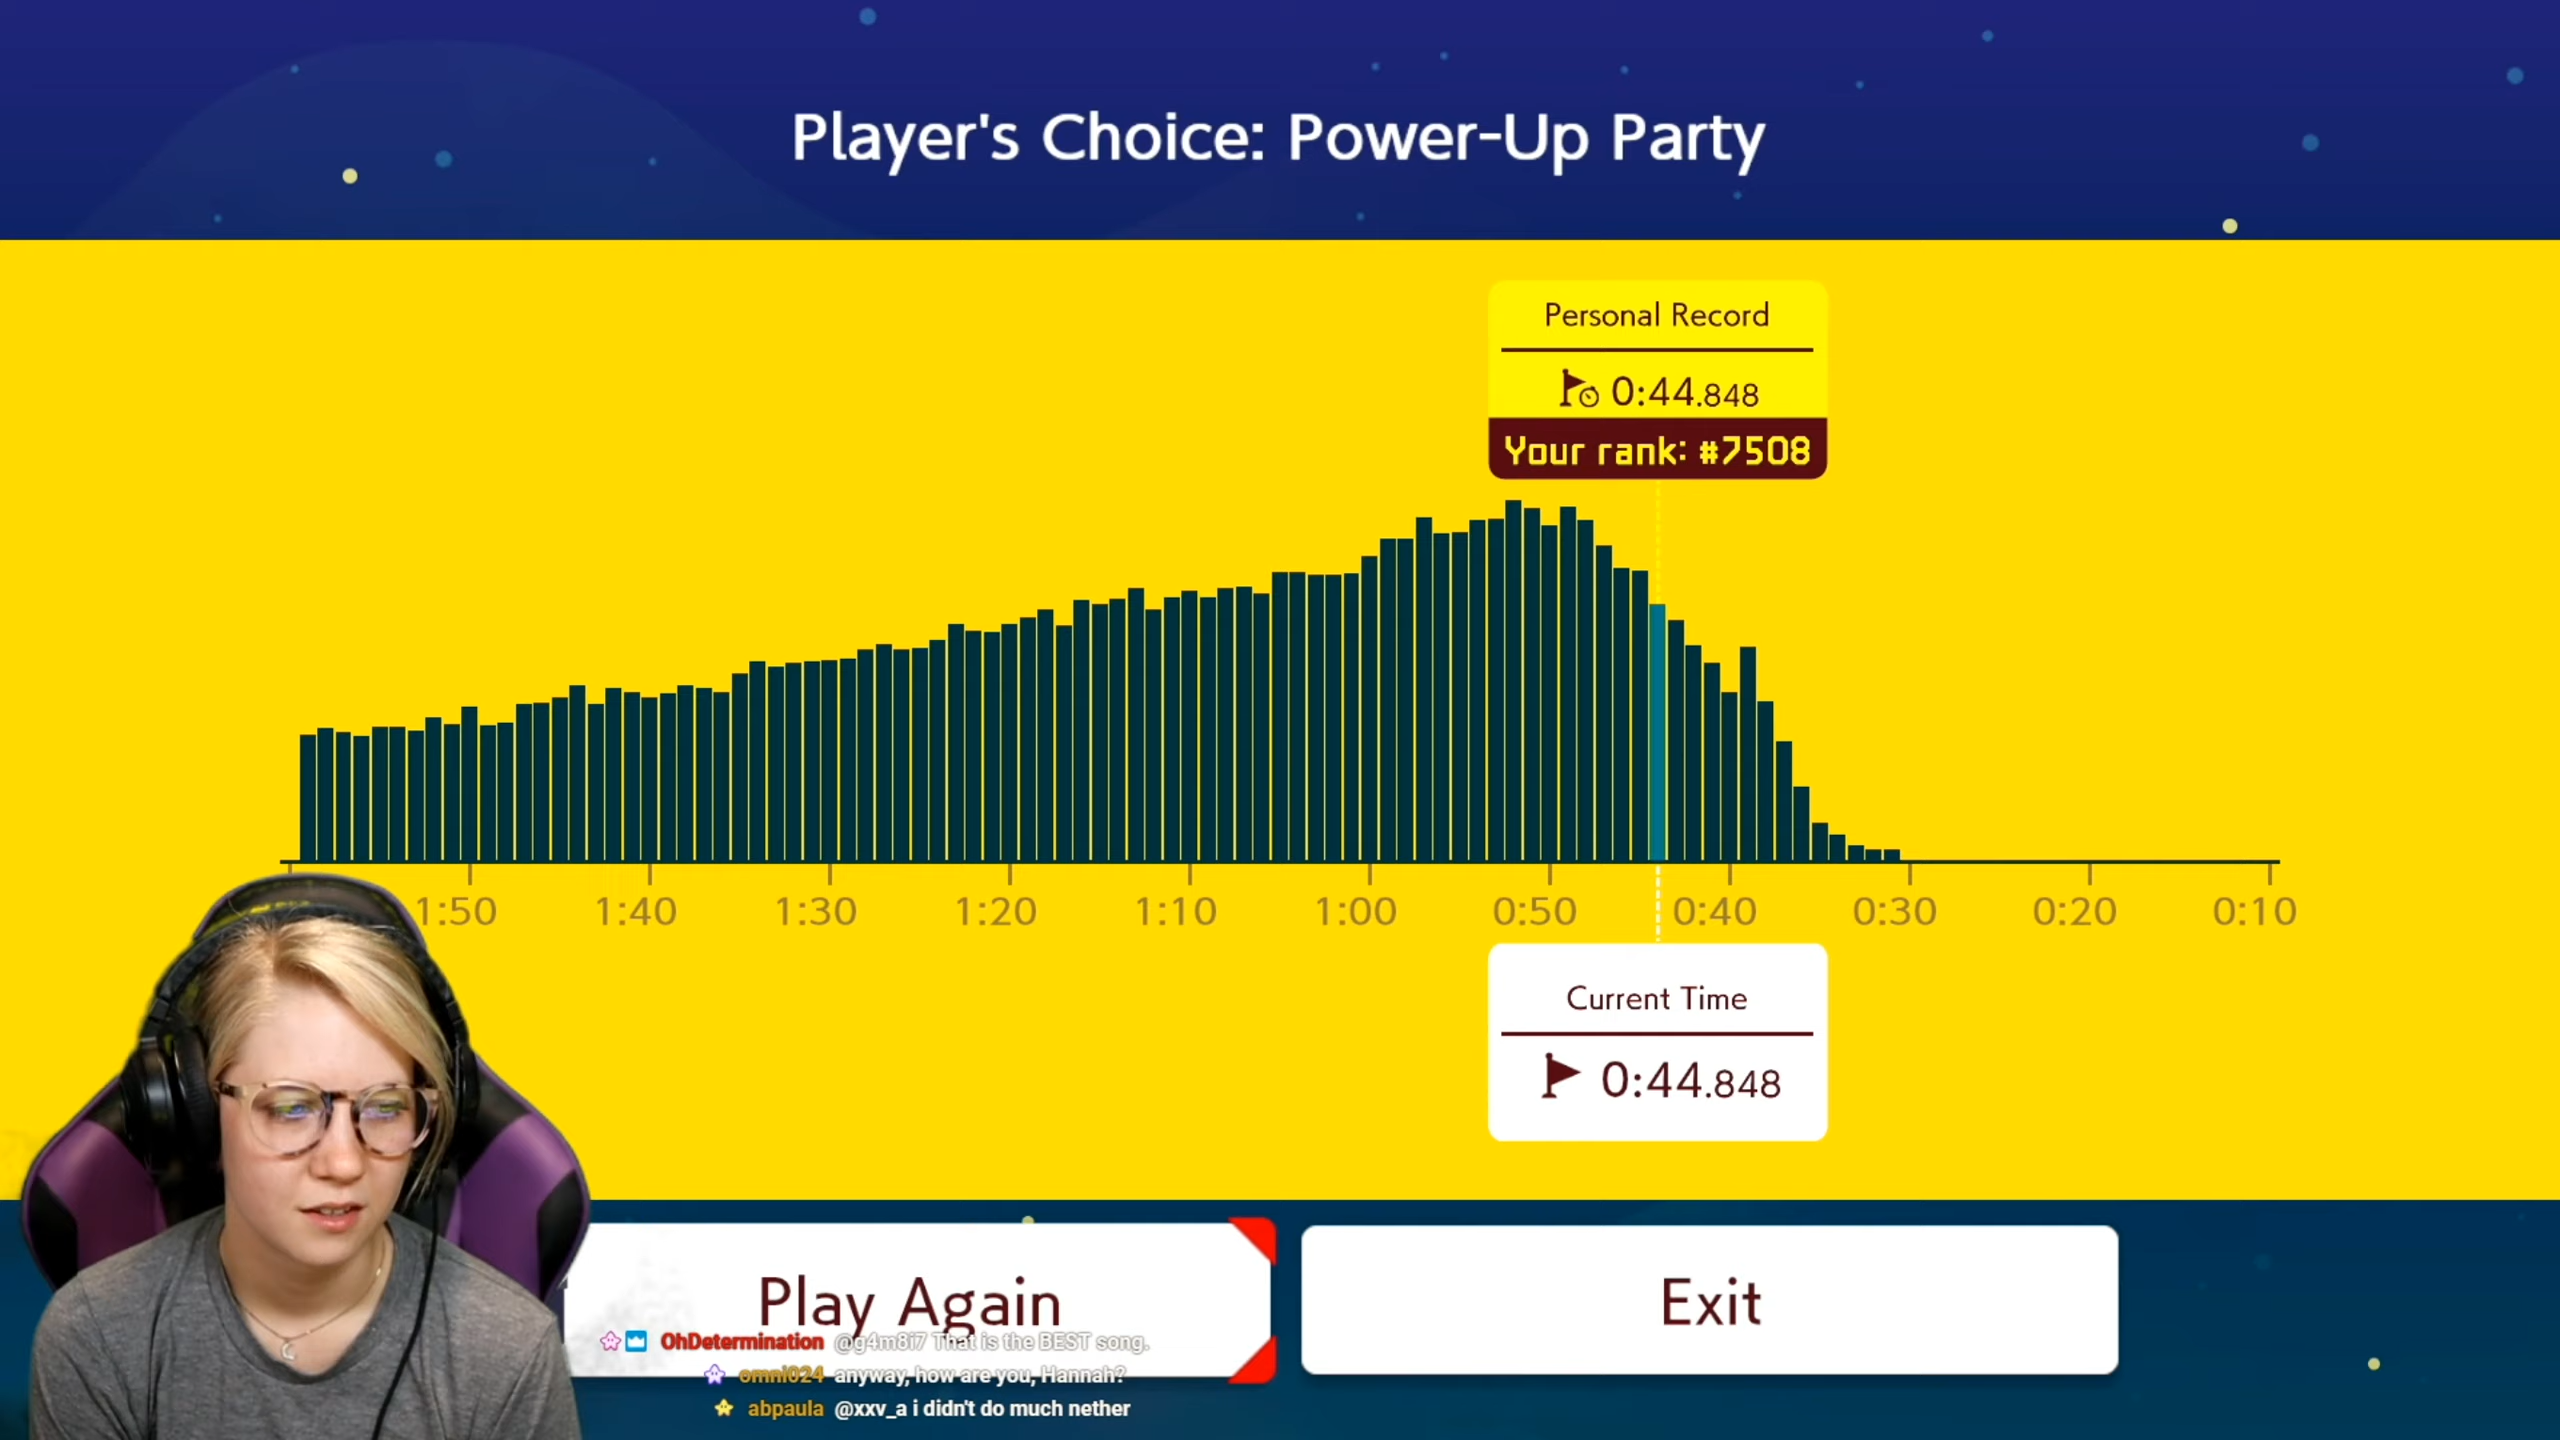 Player's Choice: Power-Up Party
Personal Record
0:44.848
Your rank: #7508
1:50 1:40 1:30 1:20 1:10 1:00 0:50 0:40 0:30 0:20 0:10
Current Time
0:44.848
Play Again
Exit
OhDetermination @g4m8i7 That is the BEST song.
omni024 anyway, how are you, Hannah?
abpaula @xxv_a i didn't do much nether